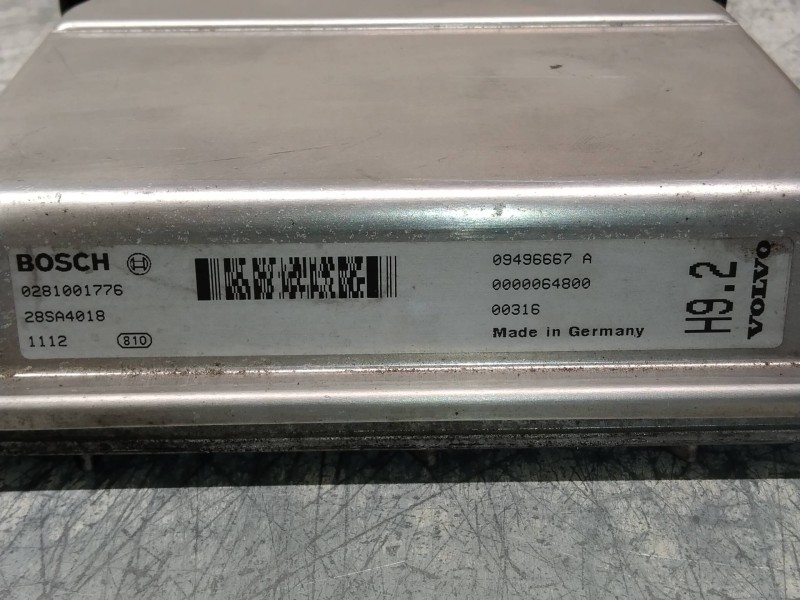 BOSCH
0281001776
28SA4018
1112 810
09496667 A
0000064800
00316
Made in Germany
H9.2
VOLVO